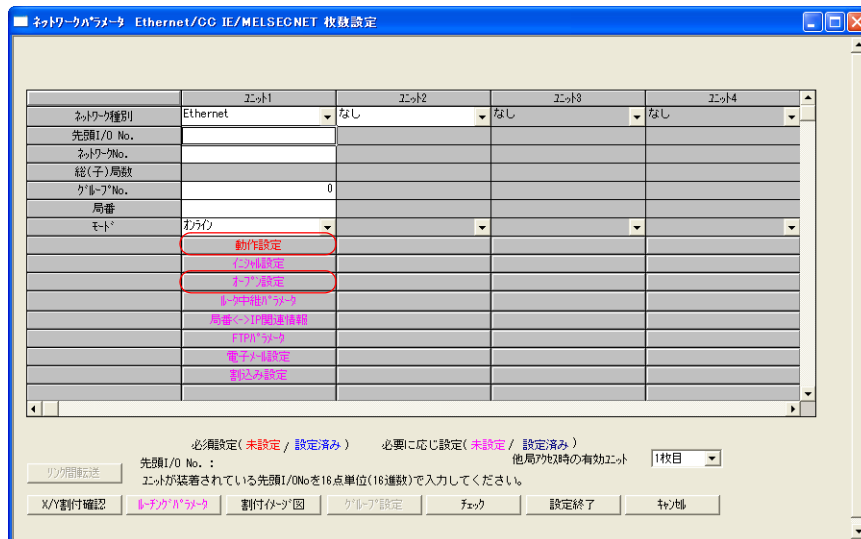 ネットワークパラメータ Ethernet/CC IE/MELSECNET 枚数設定
ユニット1 ユニット2 ユニット3 ユニット4
ネットワーク種別 Ethernet なし なし なし
先頭I/O No.
ネットワークNo.
総(子)局数
グループNo. 0
局番
モード オンライン
動作設定
イニシャル設定
オープン設定
ルータ中継パラメータ
局番<->IP関連情報
FTPパラメータ
電子メール設定
割込み設定
必須設定( 未設定 / 設定済み ) 必要に応じ設定( 未設定 / 設定済み )
リンク間転送 先頭I/O No. : 他局アクセス時の有効ユニット 1枚目
ユニットが装着されている先頭I/ONoを16点単位(16進数)で入力してください。
X/Y割付確認 ルーチングパラメータ 割付イメージ図 グループ設定 チェック 設定終了 キャンセル